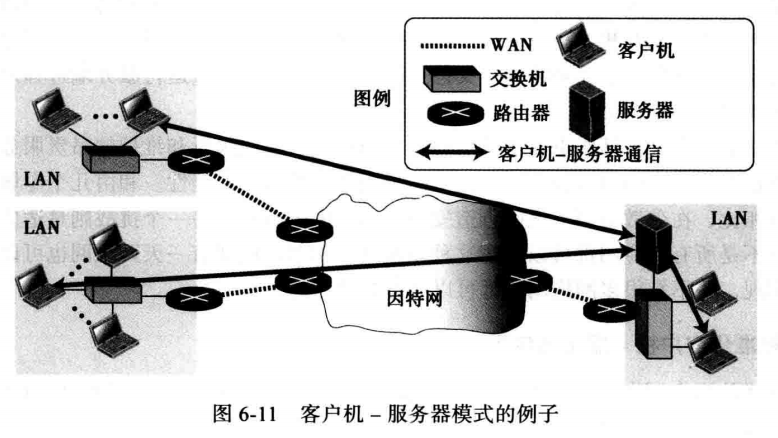 图例
WAN
客户机
交换机
路由器
服务器
客户机-服务器通信
LAN
LAN
因特网
LAN
图 6-11 客户机 – 服务器模式的例子